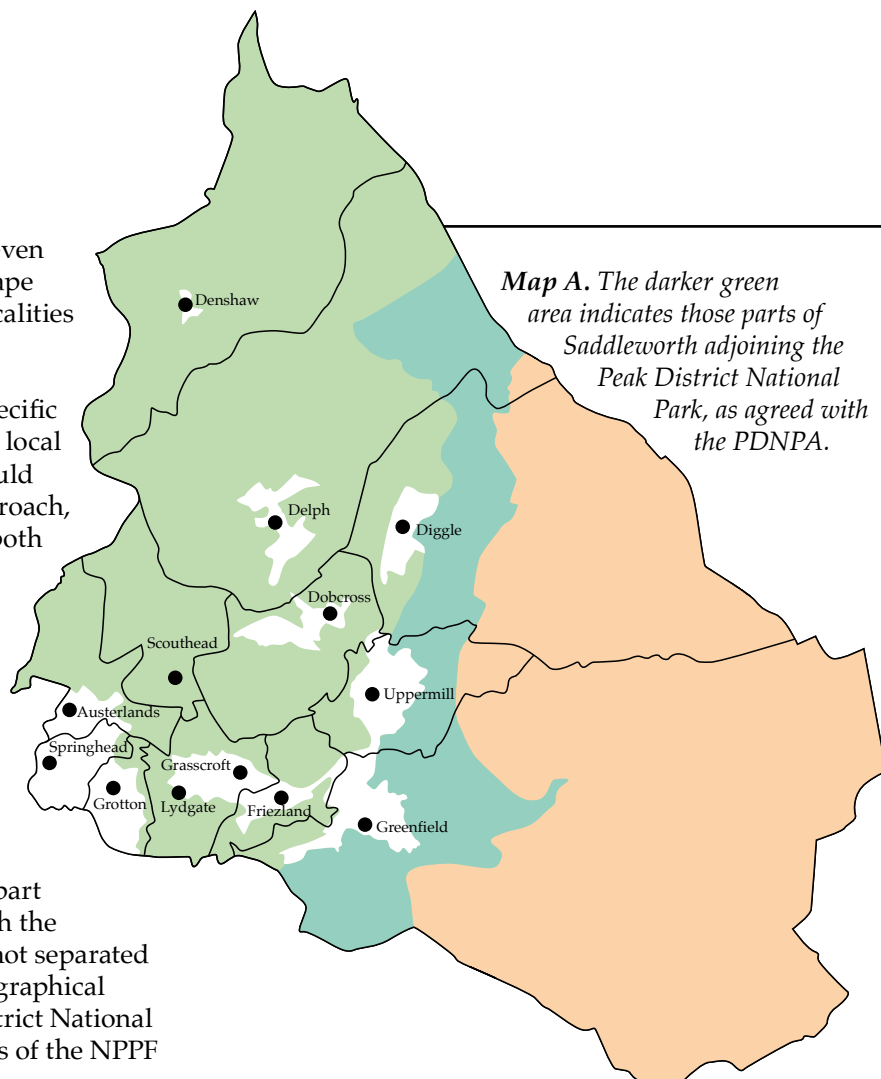 ven
ape
calities
ecific
local
uld
roach,
both
part
h the
not separated
graphical
strict National
s of the NPPF
Map A. The darker green
area indicates those parts of
Saddleworth adjoining the
Peak District National
Park, as agreed with
the PDNPA.
Denshaw
Delph
Diggle
Dobcross
Scouthead
Uppermill
Austerlands
Springhead
Grasscroft
Grotton
Lydgate
Friezland
Greenfield